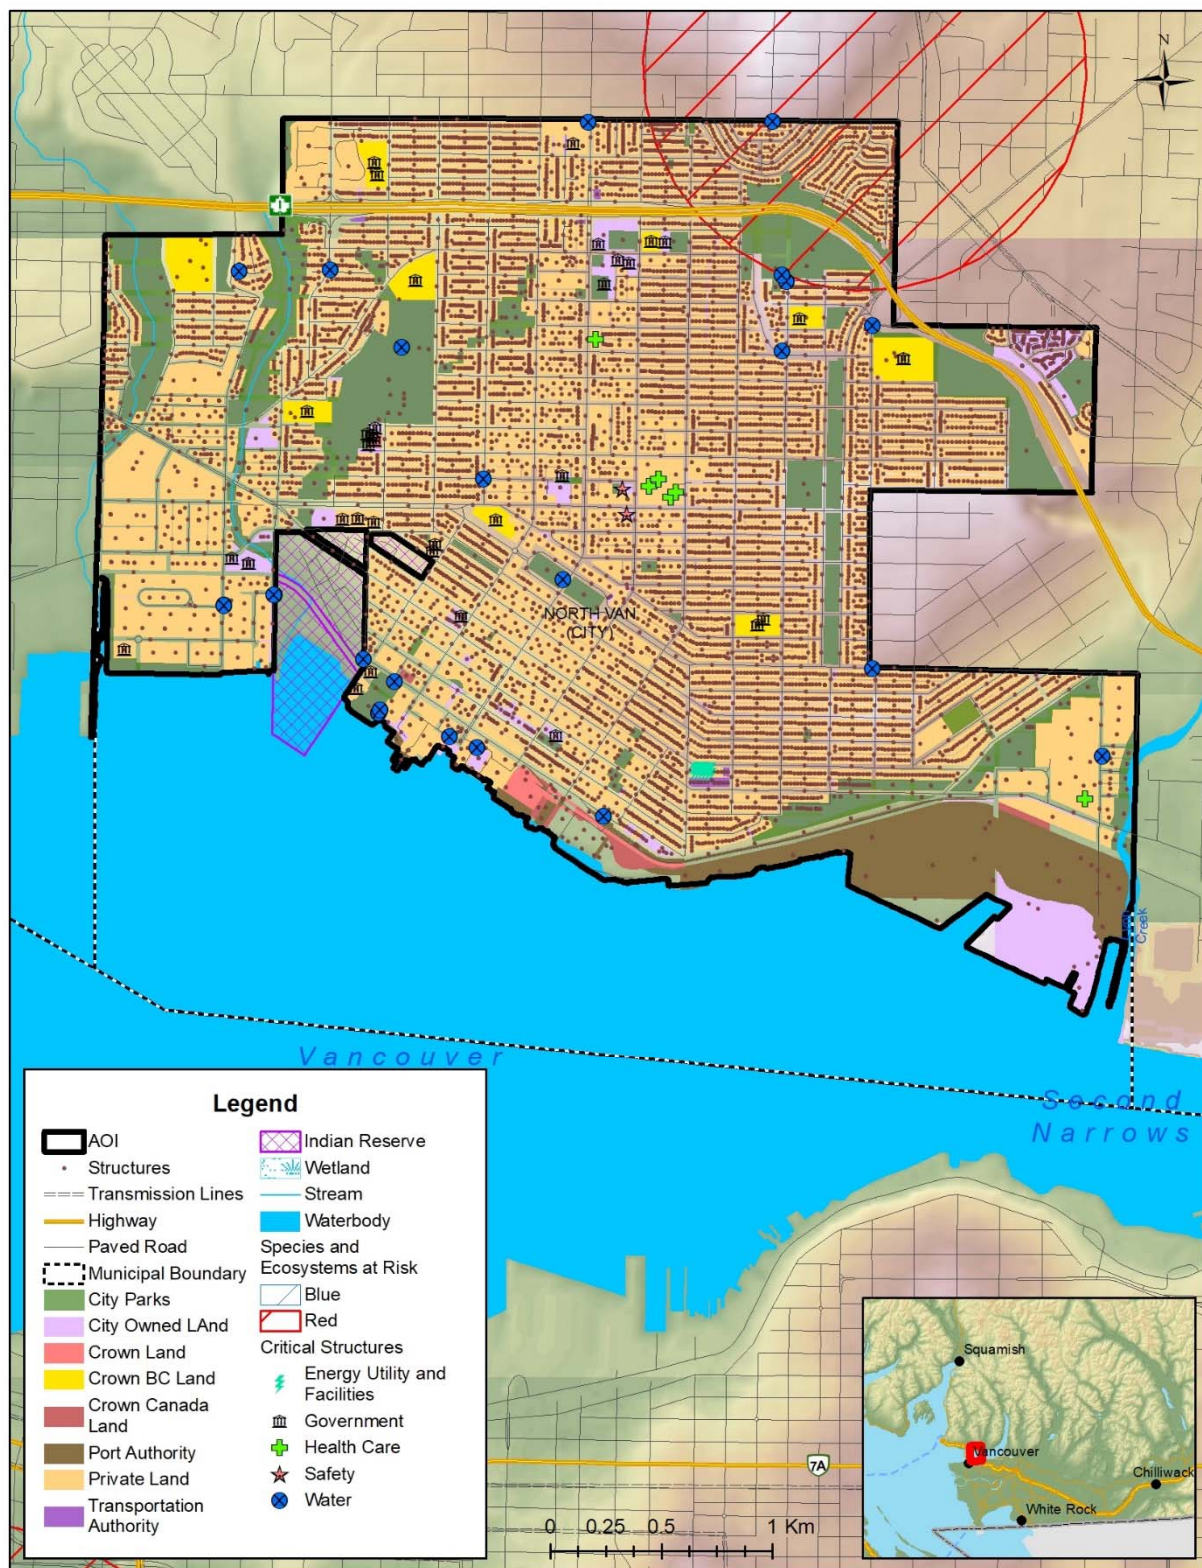 N
1
NORTH VAN
(CITY)
Creek
Vancouver
Second
Narrows
Legend
AOI
Structures
Transmission Lines
Highway
Paved Road
Municipal Boundary
City Parks
City Owned LAnd
Crown Land
Crown BC Land
Crown Canada
Land
Port Authority
Private Land
Transportation
Authority
Indian Reserve
Wetland
Stream
Waterbody
Species and
Ecosystems at Risk
Blue
Red
Critical Structures
Energy Utility and
Facilities
Government
Health Care
Safety
Water
7A
0 0.25 0.5 1 Km
Squamish
Vancouver
Chilliwack
White Rock